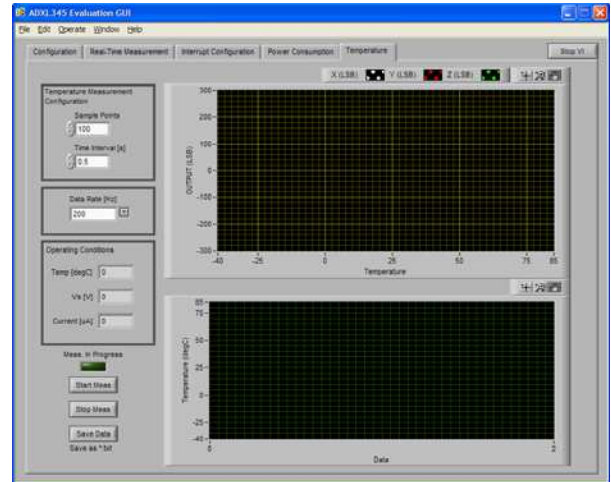 ADXL345 Evaluation GUI
File Edit Operate Window Help
Configuration Real-Time Measurement Interrupt Configuration Power Consumption Temperature Stop VI
X (LSB) Y (LSB) Z (LSB)
Temperature Measurement
Configuration
Sample Points
100
Time Interval [s]
0.5
Data Rate [Hz]
200
Operating Conditions
Temp [degC] 0
Vs [V] 0
Current [uA] 0
Meas. In Progress
Start Meas
Stop Meas
Save Data
Save as *.txt
OUTPUT (LSB)
300
200
100
0
-100
-200
-300
-40 -25 0 25 50 75 85
Temperature
Temperature (degC)
85
75
50
25
0
-25
-40
0 3
Data